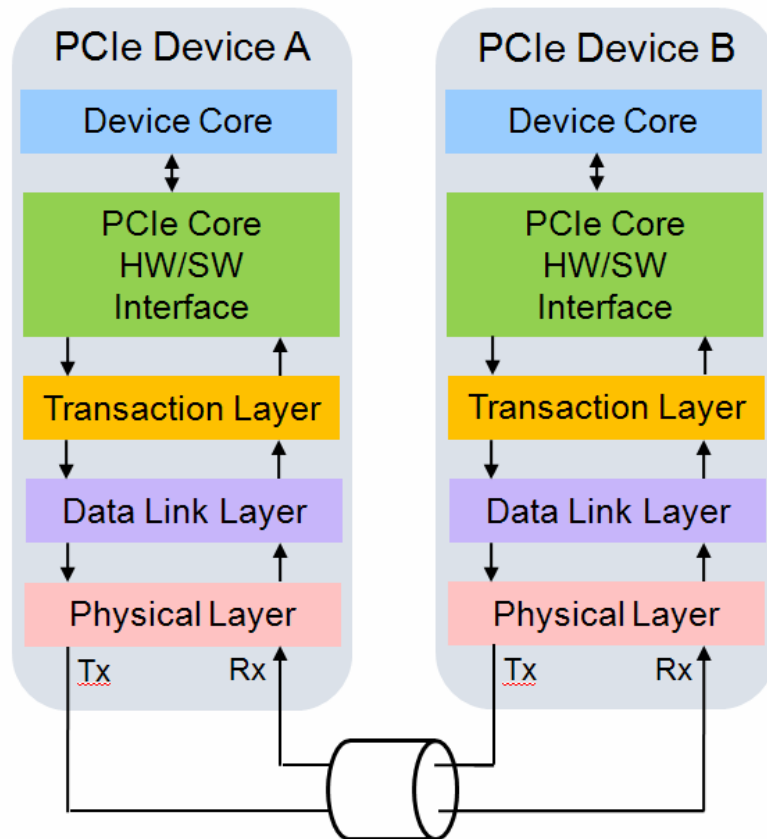 PCIe Device A
Device Core
PCIe Core
HW/SW
Interface
Transaction Layer
Data Link Layer
Physical Layer
Tx
Rx
PCIe Device B
Device Core
PCIe Core
HW/SW
Interface
Transaction Layer
Data Link Layer
Physical Layer
Tx
Rx